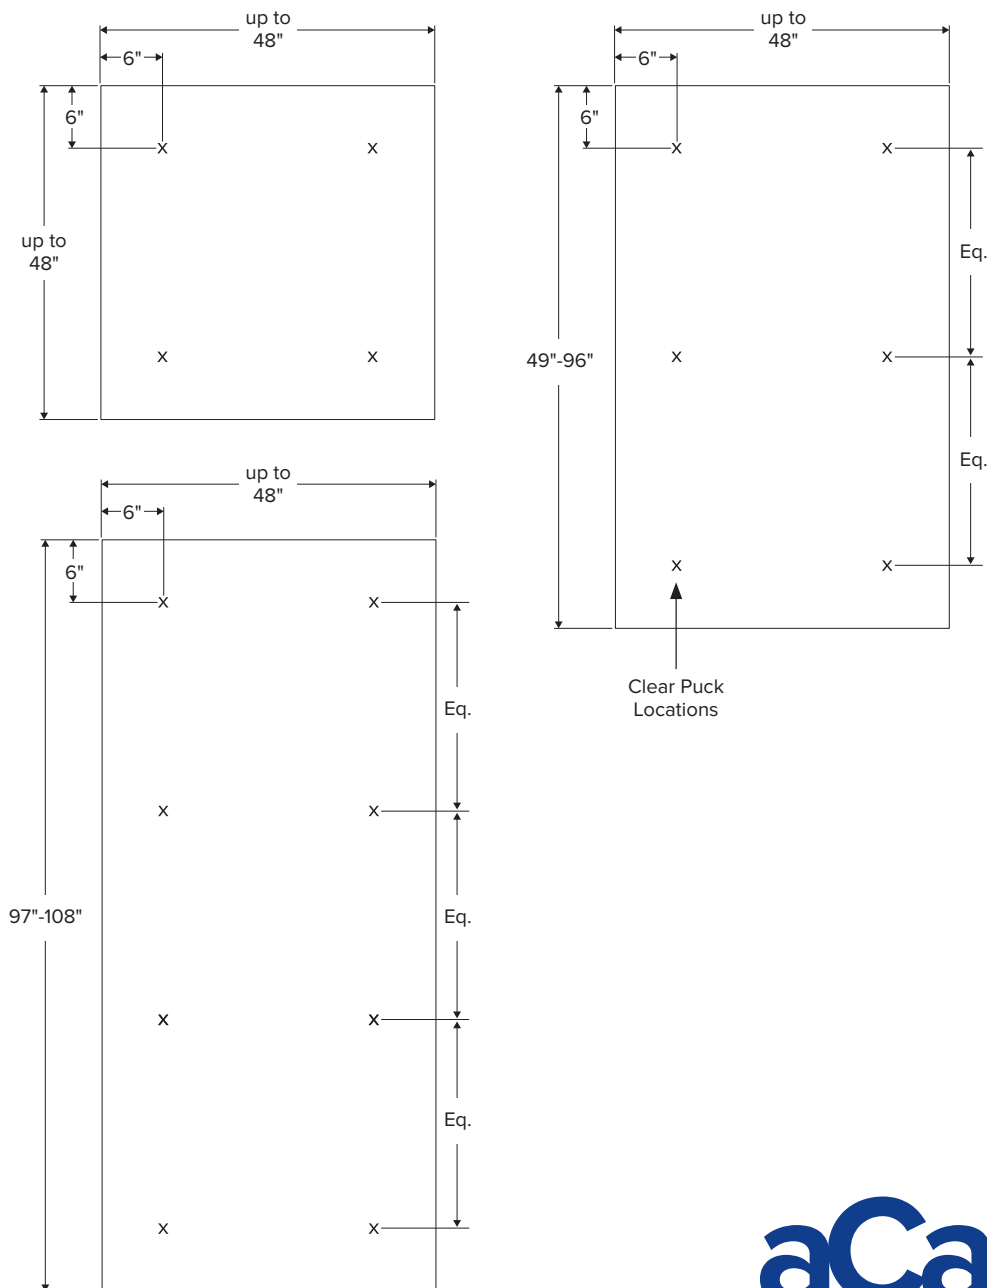 up to
48"
6"
6"
x
x
up to
48"
x
x
up to
48"
6"
6"
x
x
Eq.
49"-96"
x
x
Eq.
x
x
Clear Puck
Locations
up to
48"
6"
6"
x
x
Eq.
x
x
97"-108"
Eq.
x
x
Eq.
x
x
aCa